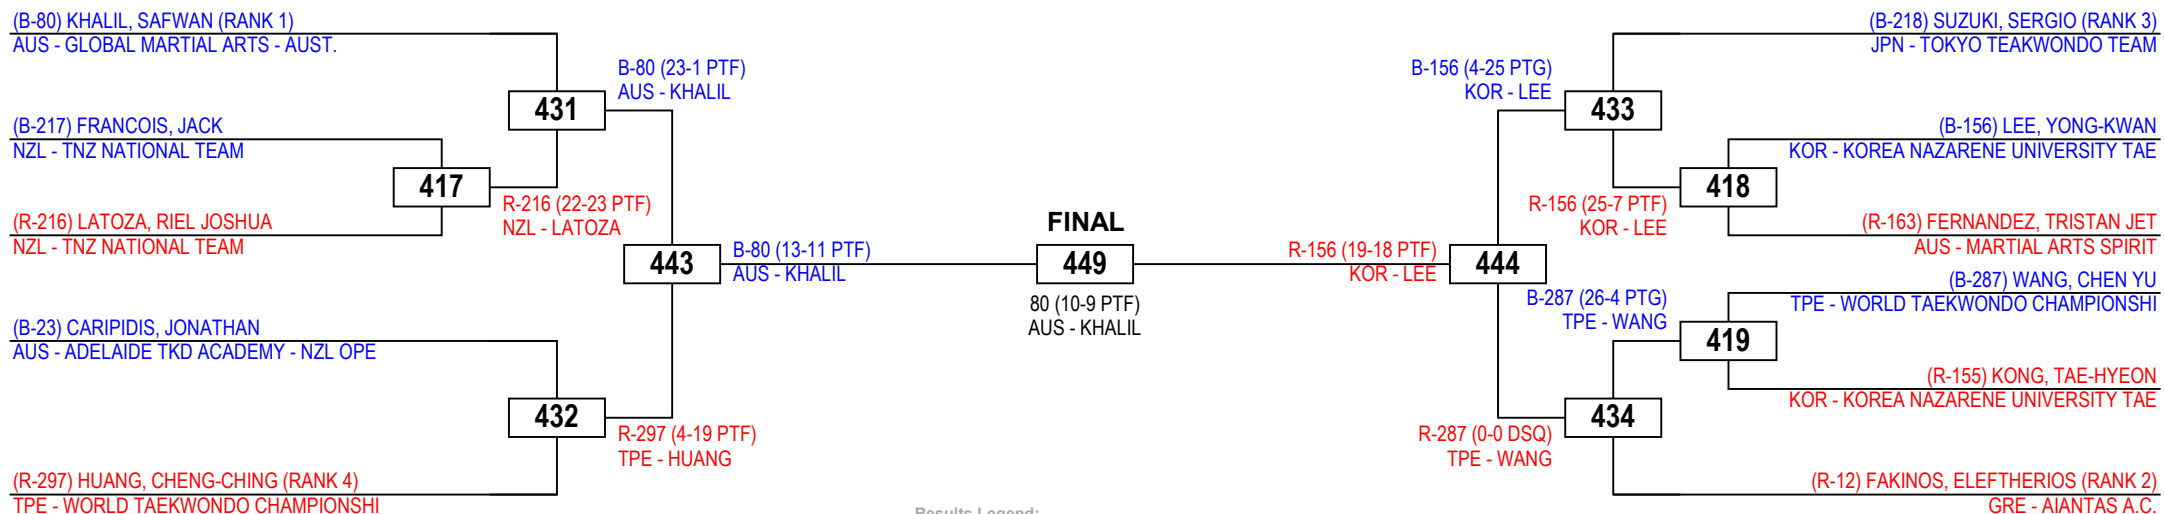 (B-80) KHALIL, SAFWAN (RANK 1)
AUS - GLOBAL MARTIAL ARTS - AUST.
B-80 (23-1 PTF)
AUS - KHALIL
431
(B-217) FRANCOIS, JACK
NZL - TNZ NATIONAL TEAM
417
R-216 (22-23 PTF)
NZL - LATOZA
(R-216) LATOZA, RIEL JOSHUA
NZL - TNZ NATIONAL TEAM
443
B-80 (13-11 PTF)
AUS - KHALIL
(B-23) CARIPIDIS, JONATHAN
AUS - ADELAIDE TKD ACADEMY - NZL OPE
432
R-297 (4-19 PTF)
TPE - HUANG
(R-297) HUANG, CHENG-CHING (RANK 4)
TPE - WORLD TAEKWONDO CHAMPIONSHI
FINAL
449
80 (10-9 PTF)
AUS - KHALIL
(B-218) SUZUKI, SERGIO (RANK 3)
JPN - TOKYO TEAKWONDO TEAM
B-156 (4-25 PTG)
KOR - LEE
433
(B-156) LEE, YONG-KWAN
KOR - KOREA NAZARENE UNIVERSITY TAE
418
R-156 (25-7 PTF)
KOR - LEE
(R-163) FERNANDEZ, TRISTAN JET
AUS - MARTIAL ARTS SPIRIT
R-156 (19-18 PTF)
KOR - LEE
444
(B-287) WANG, CHEN YU
TPE - WORLD TAEKWONDO CHAMPIONSHI
B-287 (26-4 PTG)
TPE - WANG
419
(R-155) KONG, TAE-HYEON
KOR - KOREA NAZARENE UNIVERSITY TAE
434
R-287 (0-0 DSQ)
TPE - WANG
(R-12) FAKINOS, ELEFTHERIOS (RANK 2)
GRE - AIANTAS A.C.
Results Legend: